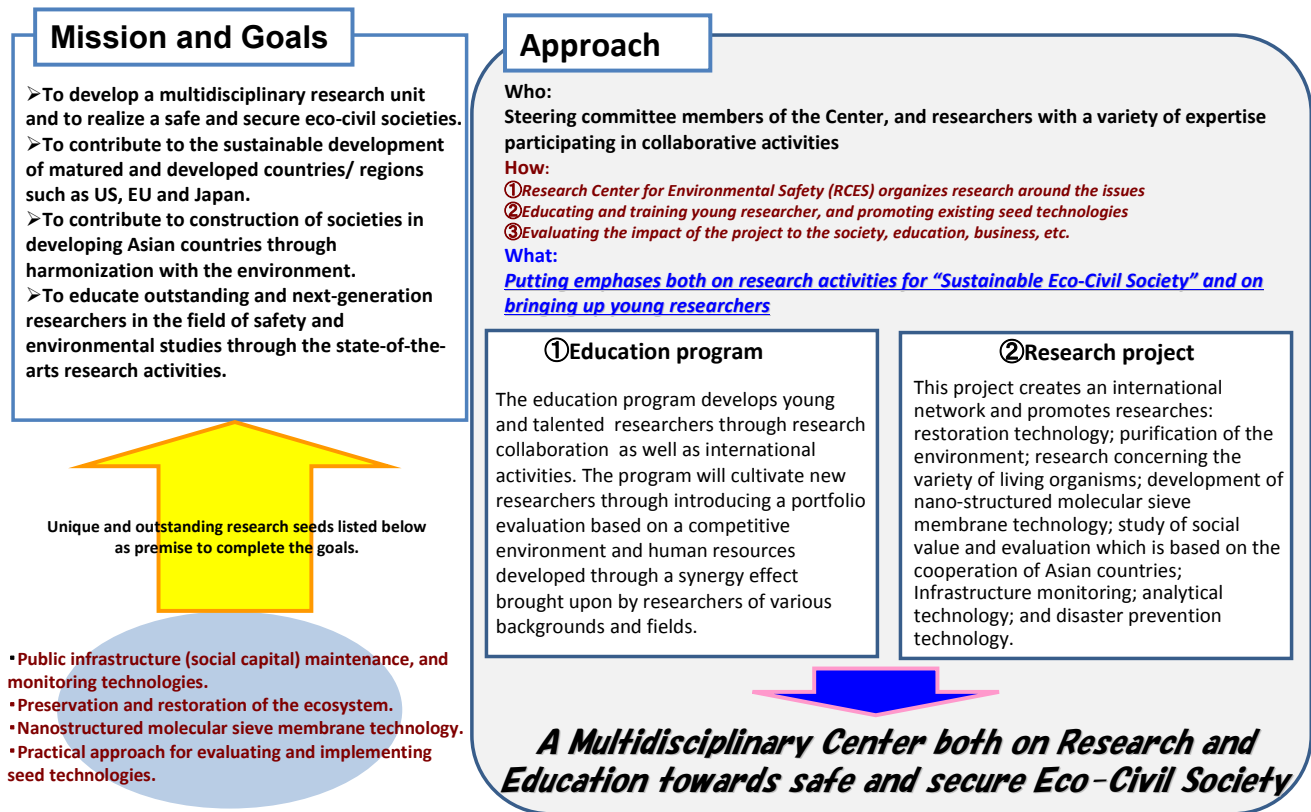 Mission and Goals
➢To develop a multidisciplinary research unit
and to realize a safe and secure eco-civil societies.
➢To contribute to the sustainable development
of matured and developed countries/ regions
such as US, EU and Japan.
➢To contribute to construction of societies in
developing Asian countries through
harmonization with the environment.
➢To educate outstanding and next-generation
researchers in the field of safety and
environmental studies through the state-of-the-
arts research activities.
Unique and outstanding research seeds listed below
as premise to complete the goals.
▪Public infrastructure (social capital) maintenance, and
monitoring technologies.
▪Preservation and restoration of the ecosystem.
▪Nanostructured molecular sieve membrane technology.
▪Practical approach for evaluating and implementing
seed technologies.
Approach
Who:
Steering committee members of the Center, and researchers with a variety of expertise
participating in collaborative activities
How:
①Research Center for Environmental Safety (RCES) organizes research around the issues
②Educating and training young researcher, and promoting existing seed technologies
③Evaluating the impact of the project to the society, education, business, etc.
What:
Putting emphases both on research activities for “Sustainable Eco-Civil Society” and on
bringing up young researchers
①Education program
The education program develops young
and talented researchers through research
collaboration as well as international
activities. The program will cultivate new
researchers through introducing a portfolio
evaluation based on a competitive
environment and human resources
developed through a synergy effect
brought upon by researchers of various
backgrounds and fields.
②Research project
This project creates an international
network and promotes researches:
restoration technology; purification of the
environment; research concerning the
variety of living organisms; development of
nano-structured molecular sieve
membrane technology; study of social
value and evaluation which is based on the
cooperation of Asian countries;
Infrastructure monitoring; analytical
technology; and disaster prevention
technology.
A Multidisciplinary Center both on Research and
Education towards safe and secure Eco-Civil Society